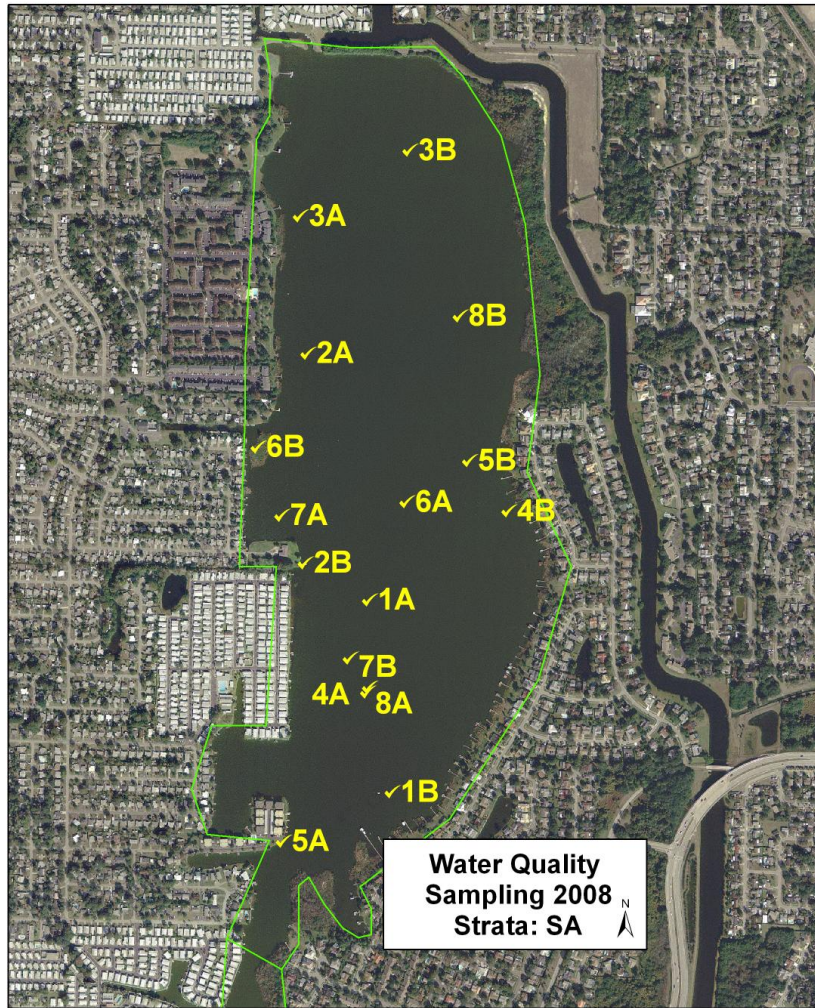 ✓3B
✓3A
✓8B
✓2A
✓6B
✓5B
✓6A
✓4B
✓7A
✓2B
✓1A
✓7B
4A ✓
✓8A
✓1B
✓5A
Water Quality
Sampling 2008
N
Strata: SA